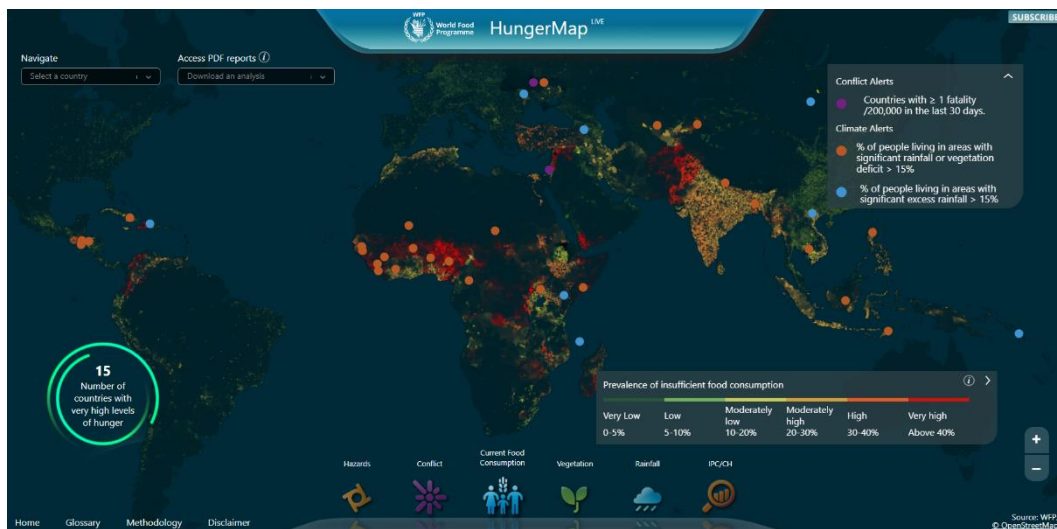 WFP
World Food
Programme
HungerMap LIVE
SUBSCRIBE
Navigate
Select a country
Access PDF reports
Download an analysis
Conflict Alerts
Countries with ≥ 1 fatality
/200,000 in the last 30 days.
Climate Alerts
% of people living in areas with
significant rainfall or vegetation
deficit > 15%
% of people living in areas with
significant excess rainfall > 15%
15
Number of
countries with
very high levels
of hunger
Prevalence of insufficient food consumption
Very Low
0-5%
Low
5-10%
Moderately
low
10-20%
Moderately
high
20-30%
High
30-40%
Very high
Above 40%
Hazards
Conflict
Current Food
Consumption
Vegetation
Rainfall
IPC/CH
+
−
Home
Glossary
Methodology
Disclaimer
Source: WFP
© OpenStreetMap